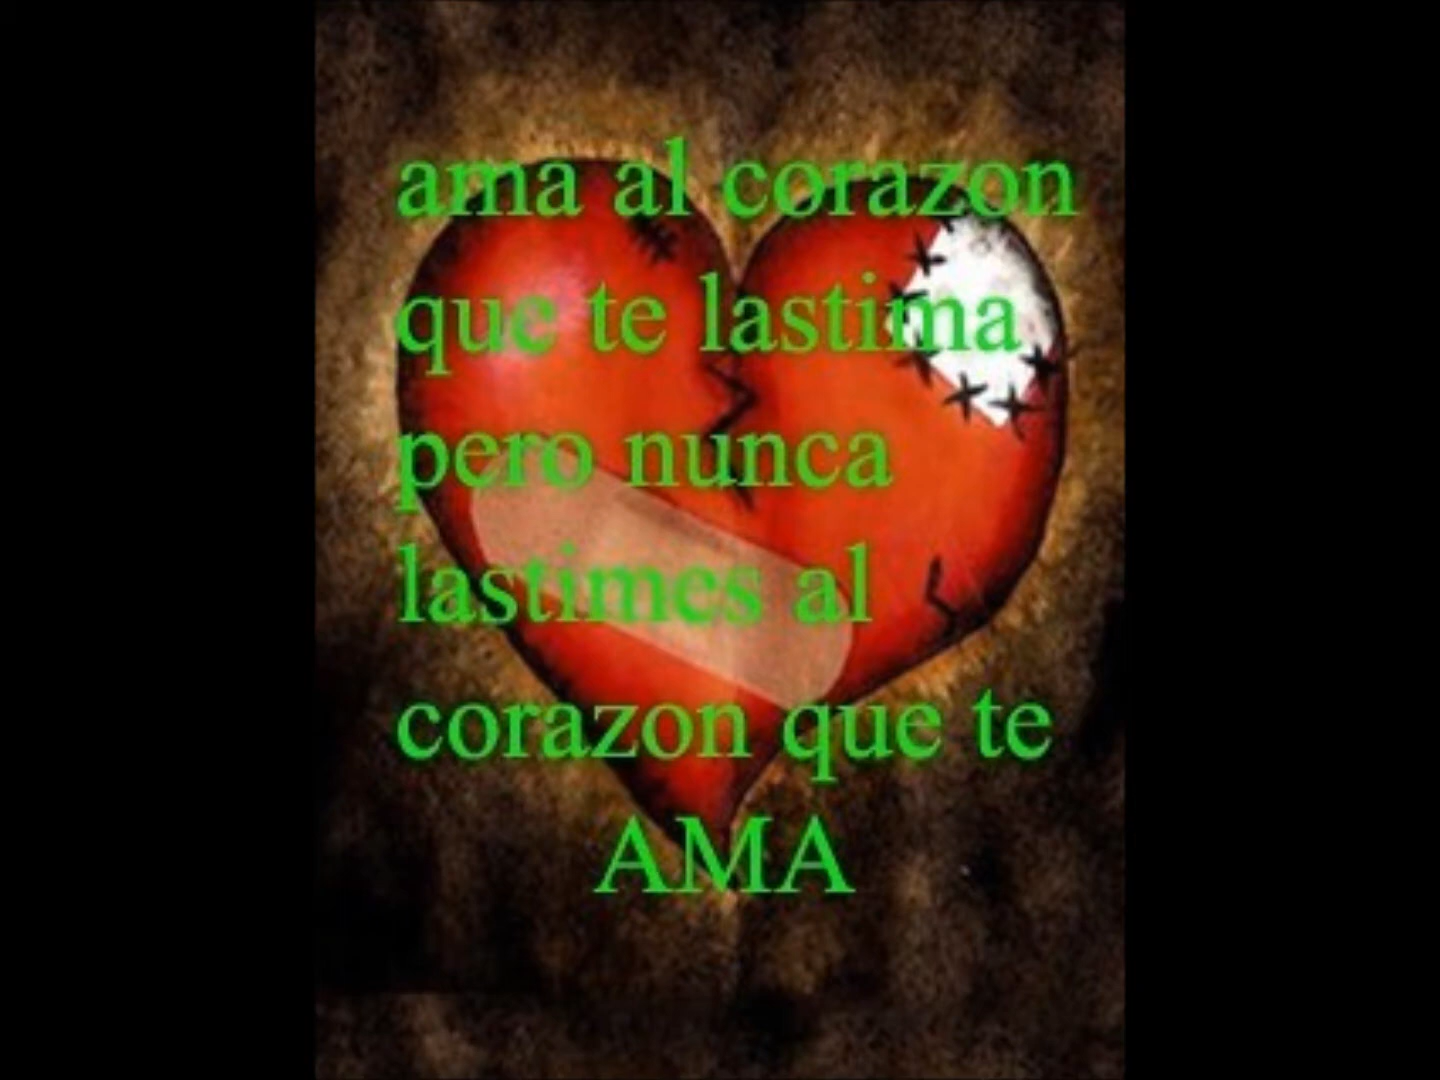 ama al corazon
que te lastima
pero nunca
lastimes al
corazon que te
AMA